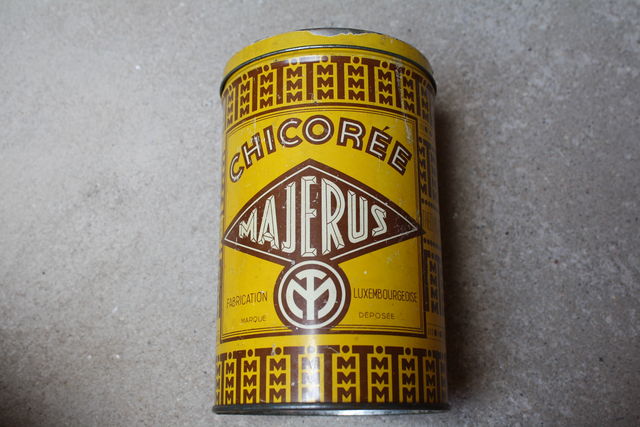 CHICORÉE
MAJERUS
FABRICATION LUXEMBOURGEOISE
MARQUE DÉPOSÉE